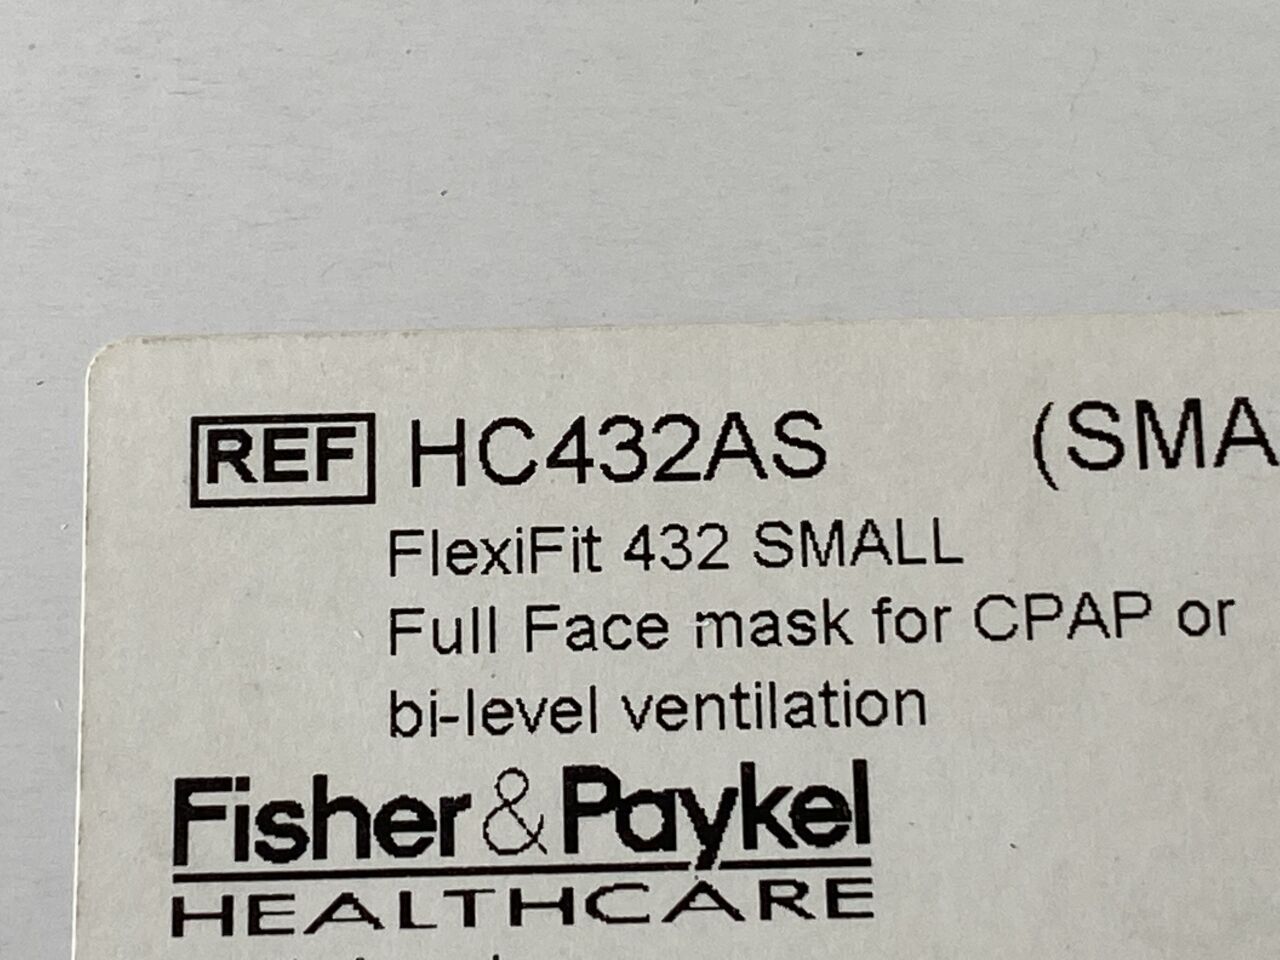 REF HC432AS (SMA
FlexiFit 432 SMALL
Full Face mask for CPAP or
bi-level ventilation
Fisher&Paykel
HEALTHCARE